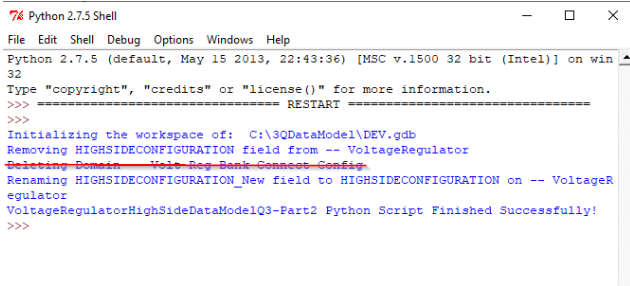 Python 2.7.5 Shell
File Edit Shell Debug Options Windows Help
Python 2.7.5 (default, May 15 2013, 22:43:36) [MSC v.1500 32 bit (Intel)] on win
32
Type "copyright", "credits" or "license()" for more information.
>>> ================================ RESTART ================================
>>>
Initializing the workspace of:  C:\3QDataModel\DEV.gdb
Removing HIGHSIDECONFIGURATION field from -- VoltageRegulator
Deleting Domain -- Volt Reg Bank Connect Config
Renaming HIGHSIDECONFIGURATION_New field to HIGHSIDECONFIGURATION on -- VoltageR
egulator
VoltageRegulatorHighSideDataModelQ3-Part2 Python Script Finished Successfully!
>>>